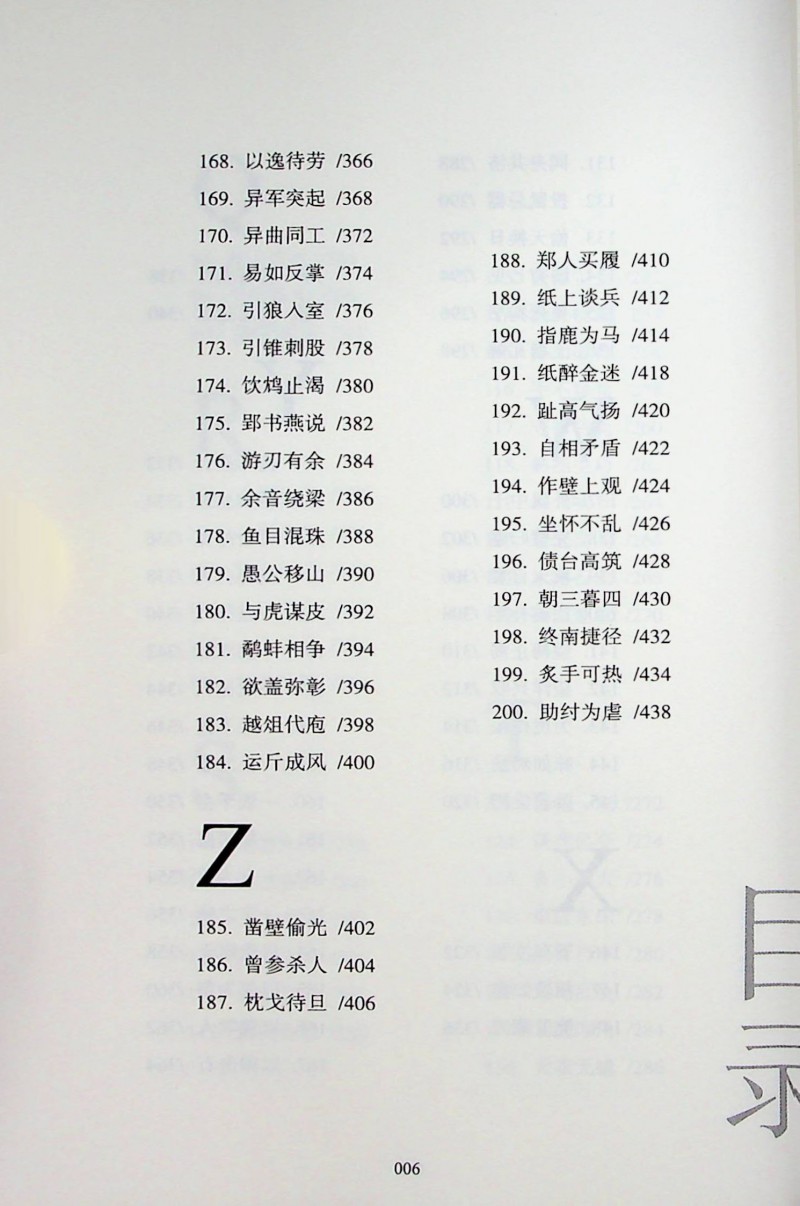 168. 以逸待劳 /366
169. 异军突起 /368
170. 异曲同工 /372
171. 易如反掌 /374
172. 引狼入室 /376
173. 引锥刺股 /378
174. 饮鸩止渴 /380
175. 郢书燕说 /382
176. 游刃有余 /384
177. 余音绕梁 /386
178. 鱼目混珠 /388
179. 愚公移山 /390
180. 与虎谋皮 /392
181. 鹬蚌相争 /394
182. 欲盖弥彰 /396
183. 越俎代庖 /398
184. 运斤成风 /400
Z
185. 凿壁偷光 /402
186. 曾参杀人 /404
187. 枕戈待旦 /406
188. 郑人买履 /410
189. 纸上谈兵 /412
190. 指鹿为马 /414
191. 纸醉金迷 /418
192. 趾高气扬 /420
193. 自相矛盾 /422
194. 作壁上观 /424
195. 坐怀不乱 /426
196. 债台高筑 /428
197. 朝三暮四 /430
198. 终南捷径 /432
199. 炙手可热 /434
200. 助纣为虐 /438
目录
006